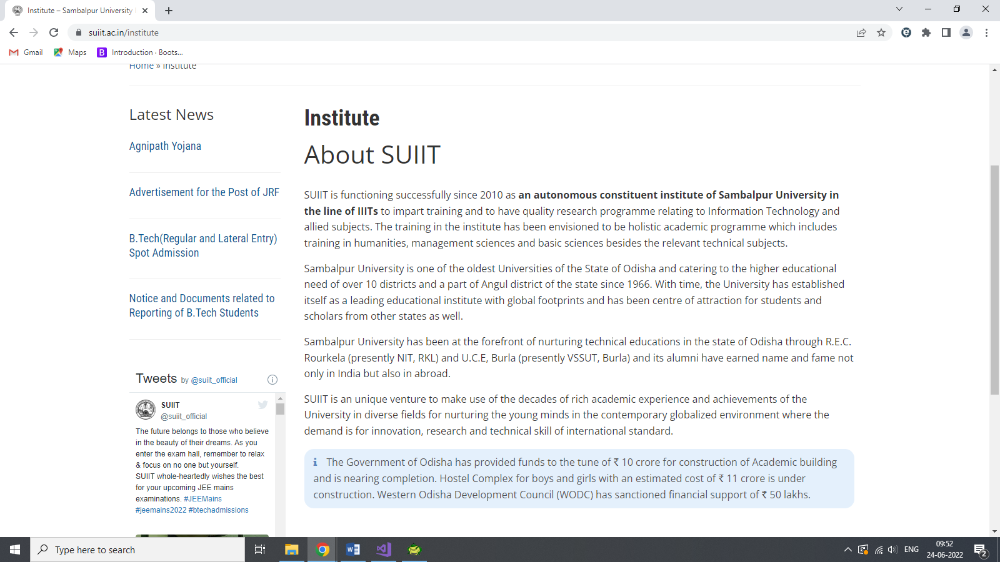 Institute – Sambalpur University
suiit.ac.in/institute
Gmail
Maps
B
Introduction · Boots...
Home » Institute
Latest News
Agnipath Yojana
Advertisement for the Post of JRF
B.Tech(Regular and Lateral Entry)
Spot Admission
Notice and Documents related to
Reporting of B.Tech Students
Tweets by @suiit_official
SUIIT
@suiit_official
The future belongs to those who believe
in the beauty of their dreams. As you
enter the exam hall, remember to relax
& focus on no one but yourself.
SUIIT whole-heartedly wishes the best
for your upcoming JEE mains
examinations. #JEEMains
#jeemains2022 #btechadmissions
Institute
About SUIIT
SUIIT is functioning successfully since 2010 as an autonomous constituent institute of Sambalpur University in
the line of IIITs to impart training and to have quality research programme relating to Information Technology and
allied subjects. The training in the institute has been envisioned to be holistic academic programme which includes
training in humanities, management sciences and basic sciences besides the relevant technical subjects.
Sambalpur University is one of the oldest Universities of the State of Odisha and catering to the higher educational
need of over 10 districts and a part of Angul district of the state since 1966. With time, the University has established
itself as a leading educational institute with global footprints and has been centre of attraction for students and
scholars from other states as well.
Sambalpur University has been at the forefront of nurturing technical educations in the state of Odisha through R.E.C.
Rourkela (presently NIT, RKL) and U.C.E, Burla (presently VSSUT, Burla) and its alumni have earned name and fame not
only in India but also in abroad.
SUIIT is an unique venture to make use of the decades of rich academic experience and achievements of the
University in diverse fields for nurturing the young minds in the contemporary globalized environment where the
demand is for innovation, research and technical skill of international standard.
The Government of Odisha has provided funds to the tune of ₹ 10 crore for construction of Academic building
and is nearing completion. Hostel Complex for boys and girls with an estimated cost of ₹ 11 crore is under
construction. Western Odisha Development Council (WODC) has sanctioned financial support of ₹ 50 lakhs.
Type here to search
ENG
09:52
24-06-2022
2